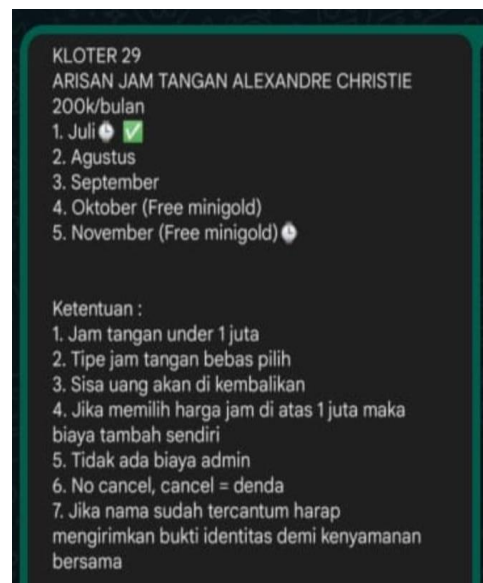 KLOTER 29
ARISAN JAM TANGAN ALEXANDRE CHRISTIE
200k/bulan
1. Juli⌚ ✅
2. Agustus
3. September
4. Oktober (Free minigold)
5. November (Free minigold)⌚
Ketentuan :
1. Jam tangan under 1 juta
2. Tipe jam tangan bebas pilih
3. Sisa uang akan di kembalikan
4. Jika memilih harga jam di atas 1 juta maka
biaya tambah sendiri
5. Tidak ada biaya admin
6. No cancel, cancel = denda
7. Jika nama sudah tercantum harap
mengirimkan bukti identitas demi kenyamanan
bersama